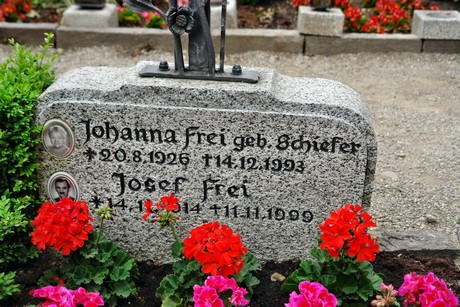 Johanna Frei geb. Schiefer
✝20.8.1926 ✝14.12.1993
Josef Frei
✝11.11.1999